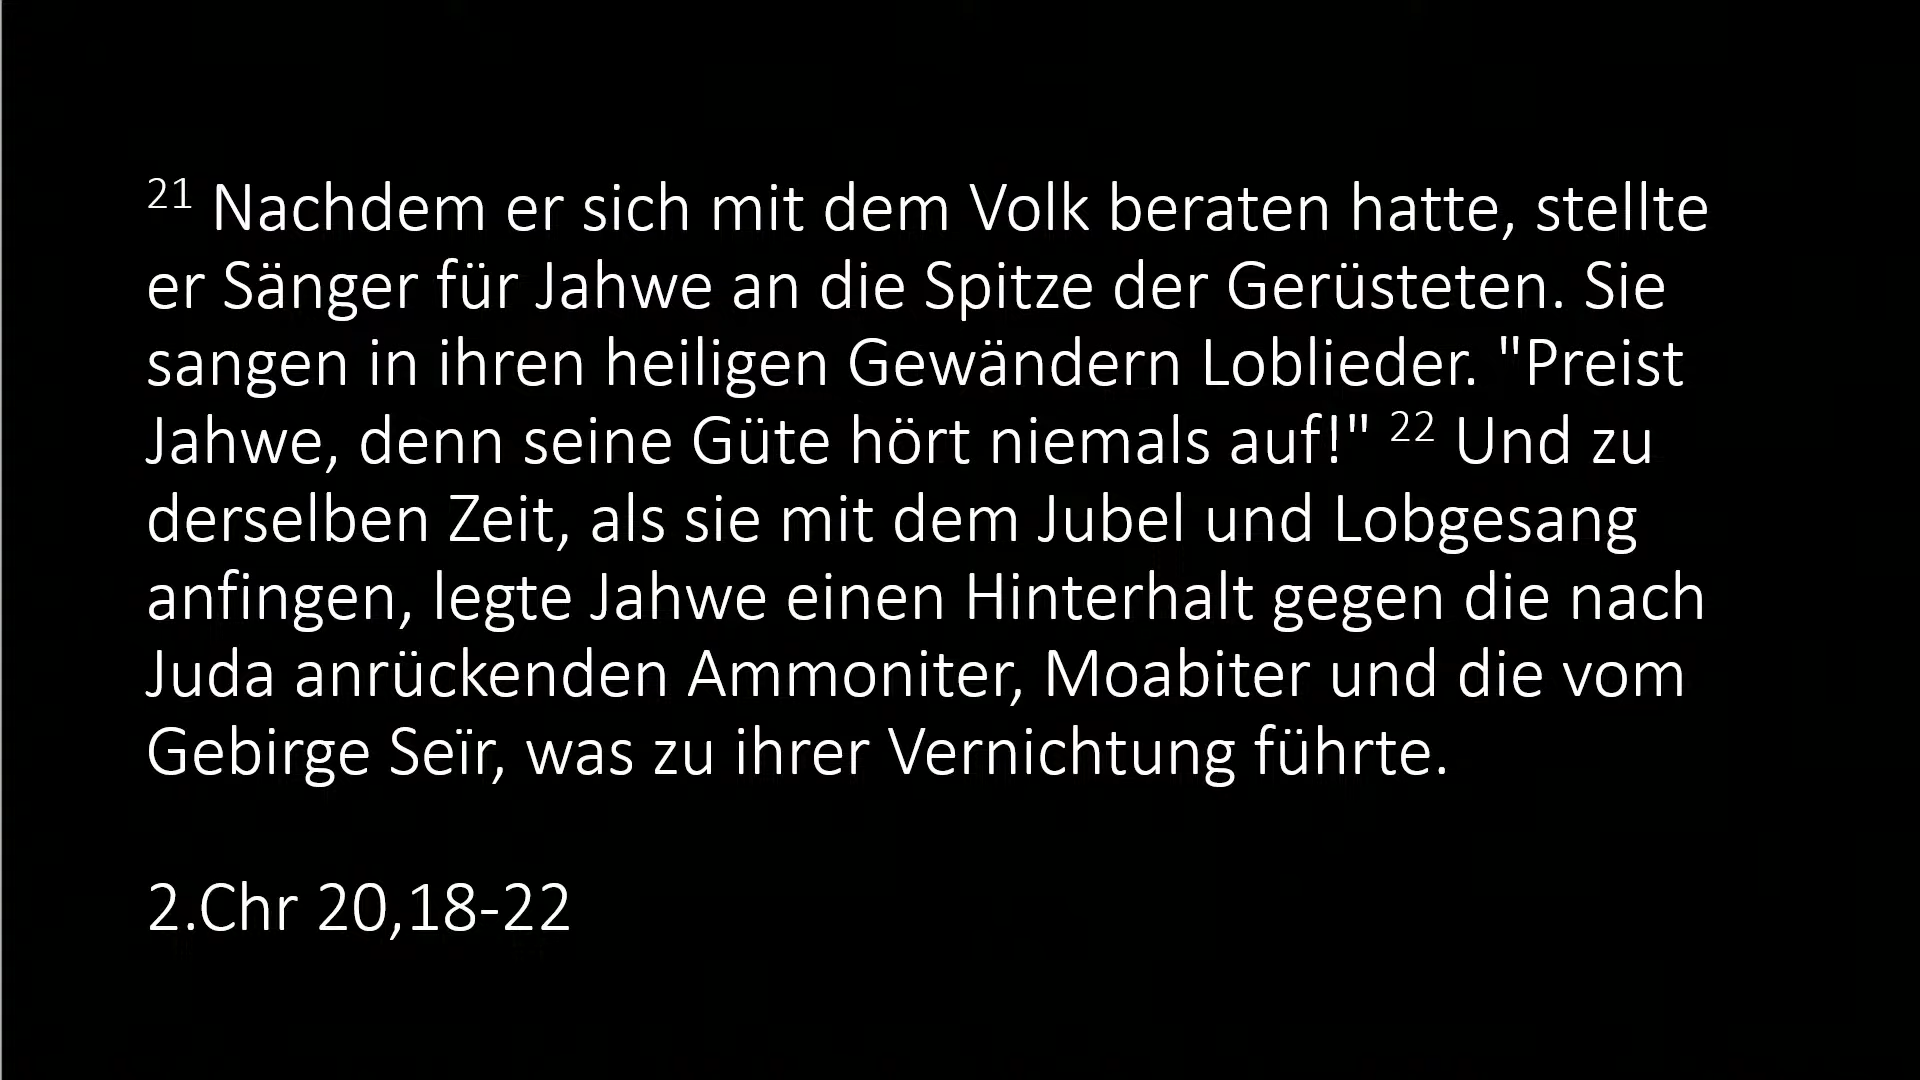 21 Nachdem er sich mit dem Volk beraten hatte, stellte
er Sänger für Jahwe an die Spitze der Gerüsteten. Sie
sangen in ihren heiligen Gewändern Loblieder. "Preist
Jahwe, denn seine Güte hört niemals auf!" 22 Und zu
derselben Zeit, als sie mit dem Jubel und Lobgesang
anfingen, legte Jahwe einen Hinterhalt gegen die nach
Juda anrückenden Ammoniter, Moabiter und die vom
Gebirge Seïr, was zu ihrer Vernichtung führte.
2.Chr 20,18-22